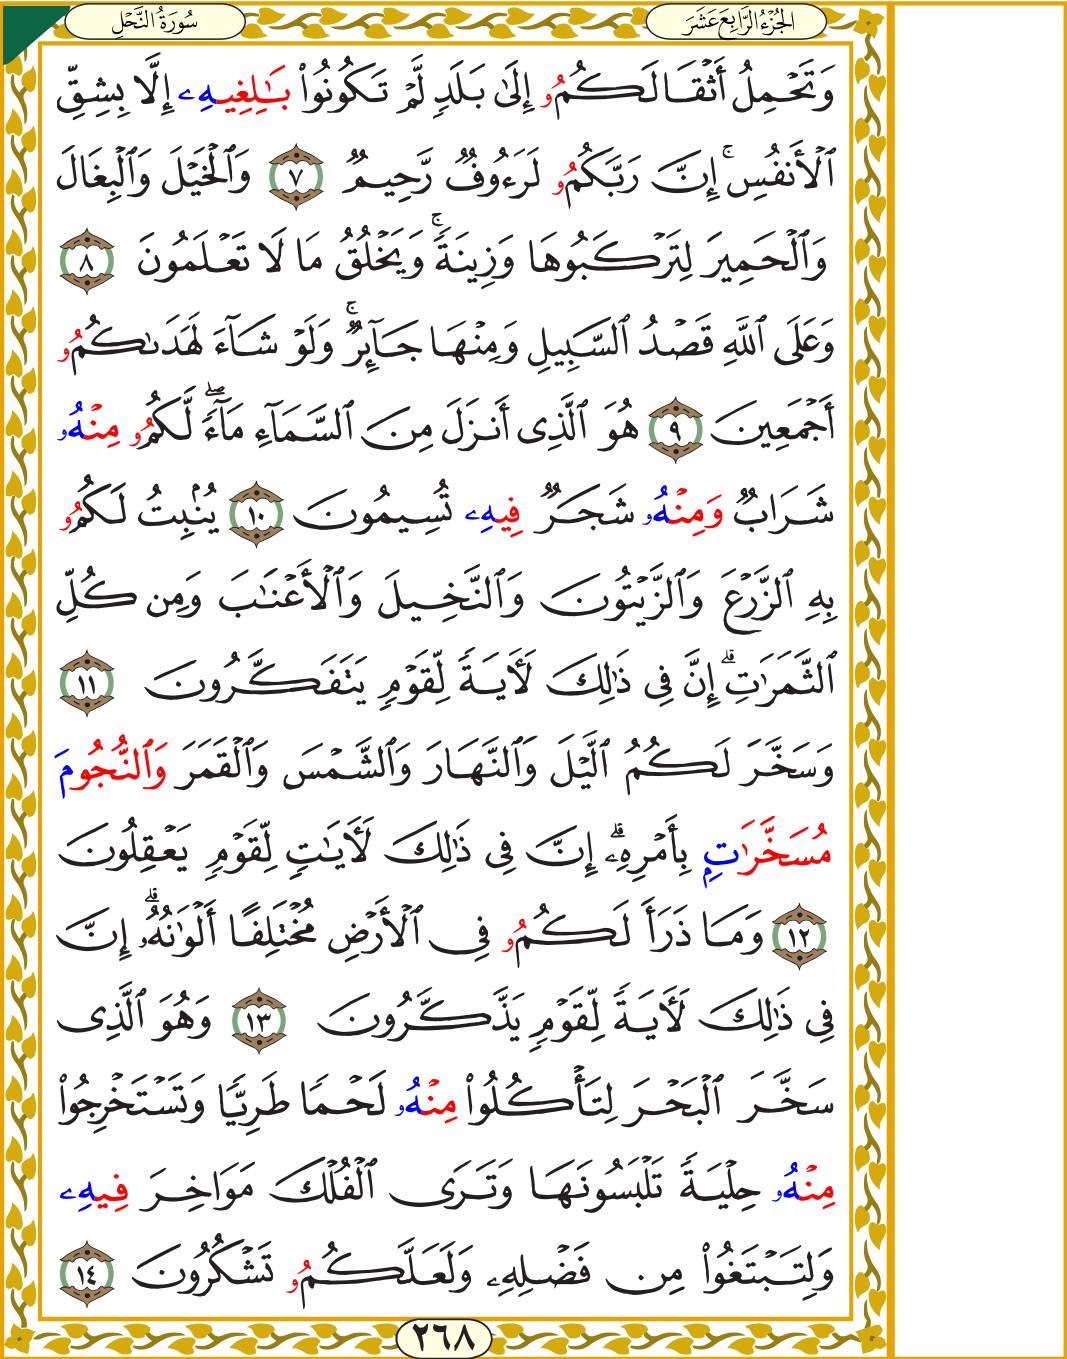 الجُزْءُ الرَّابِعَ عَشَرَ
سُورَةُ النَّحْلِ
وَتَحْمِلُ أَثْقَالَكُمُۥ إِلَىٰ بَلَدٍ لَّمْ تَكُونُوا۟ بَٰلِغِيهِۦ إِلَّا بِشِقِّ
ٱلْأَنفُسِ ۚ إِنَّ رَبَّكُمُۥ لَرَءُوفٌ رَّحِيمٌ ٧ وَٱلْخَيْلَ وَٱلْبِغَالَ
وَٱلْحَمِيرَ لِتَرْكَبُوهَا وَزِينَةً ۚ وَيَخْلُقُ مَا لَا تَعْلَمُونَ ٨
وَعَلَى ٱللَّهِ قَصْدُ ٱلسَّبِيلِ وَمِنْهَا جَآئِرٌ ۚ وَلَوْ شَآءَ لَهَدَىٰكُمُۥ
أَجْمَعِينَ ٩ هُوَ ٱلَّذِى أَنزَلَ مِنَ ٱلسَّمَآءِ مَآءً ۖ لَّكُمُۥ مِنْهُۥ
شَرَابٌ وَمِنْهُۥ شَجَرٌ فِيهِۦ تُسِيمُونَ ١٠ يُنۢبِتُ لَكُمُۥ
بِهِ ٱلزَّرْعَ وَٱلزَّيْتُونَ وَٱلنَّخِيلَ وَٱلْأَعْنَٰبَ وَمِن كُلِّ
ٱلثَّمَرَٰتِ ۗ إِنَّ فِى ذَٰلِكَ لَءَايَةً لِّقَوْمٍ يَتَفَكَّرُونَ ١١
وَسَخَّرَ لَكُمُ ٱلَّيْلَ وَٱلنَّهَارَ وَٱلشَّمْسَ وَٱلْقَمَرَ وَٱلنُّجُومَ
مُسَخَّرَٰتٍۭ بِأَمْرِهِۦٓ ۗ إِنَّ فِى ذَٰلِكَ لَءَايَٰتٍ لِّقَوْمٍ يَعْقِلُونَ
١٢ وَمَا ذَرَأَ لَكُمُۥ فِى ٱلْأَرْضِ مُخْتَلِفًا أَلْوَٰنُهُۥٓ ۗ إِنَّ
فِى ذَٰلِكَ لَءَايَةً لِّقَوْمٍ يَذَّكَّرُونَ ١٣ وَهُوَ ٱلَّذِى
سَخَّرَ ٱلْبَحْرَ لِتَأْكُلُوا۟ مِنْهُۥ لَحْمًا طَرِيًّا وَتَسْتَخْرِجُوا۟
مِنْهُۥ حِلْيَةً تَلْبَسُونَهَا وَتَرَى ٱلْفُلْكَ مَوَاخِرَ فِيهِۦ
وَلِتَبْتَغُوا۟ مِن فَضْلِهِۦ وَلَعَلَّكُمُۥ تَشْكُرُونَ ١٤
٢٦٨